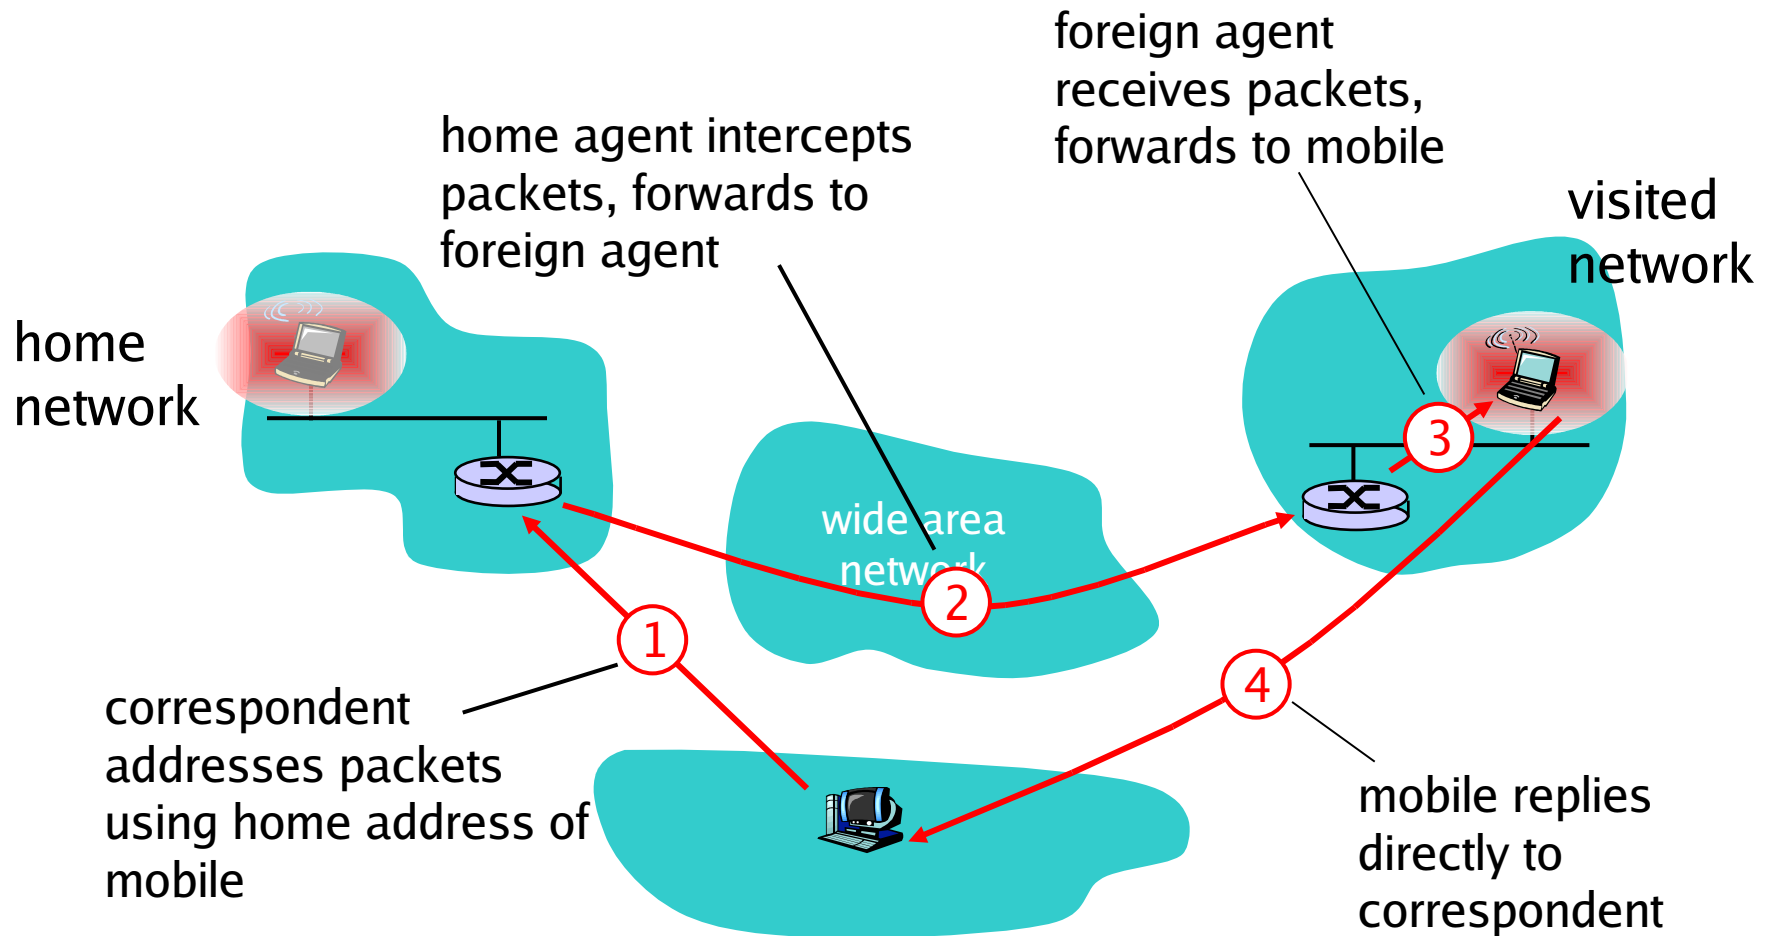 foreign agent
receives packets,
forwards to mobile
home agent intercepts
packets, forwards to
foreign agent
visited
network
home
network
wide area
network
3
2
1
4
correspondent
addresses packets
using home address of
mobile
mobile replies
directly to
correspondent